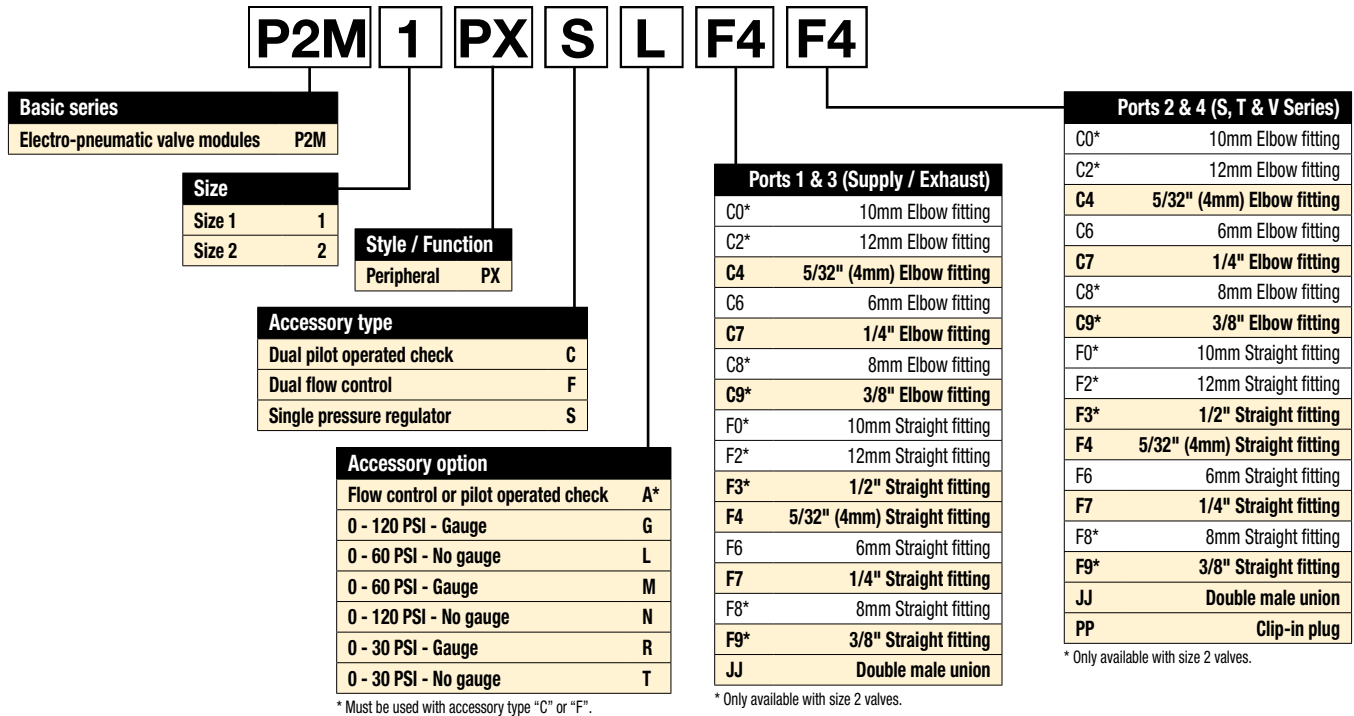 P2M 1 PX S L F4 F4
Basic series
Electro-pneumatic valve modules P2M
Size
Size 1 1
Size 2 2
Style / Function
Peripheral PX
Accessory type
Dual pilot operated check C
Dual flow control F
Single pressure regulator S
Accessory option
Flow control or pilot operated check A*
0 - 120 PSI - Gauge G
0 - 60 PSI - No gauge L
0 - 60 PSI - Gauge M
0 - 120 PSI - No gauge N
0 - 30 PSI - Gauge R
0 - 30 PSI - No gauge T
* Must be used with accessory type “C” or “F”.
Ports 1 & 3 (Supply / Exhaust)
C0* 10mm Elbow fitting
C2* 12mm Elbow fitting
C4 5/32" (4mm) Elbow fitting
C6 6mm Elbow fitting
C7 1/4" Elbow fitting
C8* 8mm Elbow fitting
C9* 3/8" Elbow fitting
F0* 10mm Straight fitting
F2* 12mm Straight fitting
F3* 1/2" Straight fitting
F4 5/32" (4mm) Straight fitting
F6 6mm Straight fitting
F7 1/4" Straight fitting
F8* 8mm Straight fitting
F9* 3/8" Straight fitting
JJ Double male union
* Only available with size 2 valves.
Ports 2 & 4 (S, T & V Series)
C0* 10mm Elbow fitting
C2* 12mm Elbow fitting
C4 5/32" (4mm) Elbow fitting
C6 6mm Elbow fitting
C7 1/4" Elbow fitting
C8* 8mm Elbow fitting
C9* 3/8" Elbow fitting
F0* 10mm Straight fitting
F2* 12mm Straight fitting
F3* 1/2" Straight fitting
F4 5/32" (4mm) Straight fitting
F6 6mm Straight fitting
F7 1/4" Straight fitting
F8* 8mm Straight fitting
F9* 3/8" Straight fitting
JJ Double male union
PP Clip-in plug
* Only available with size 2 valves.